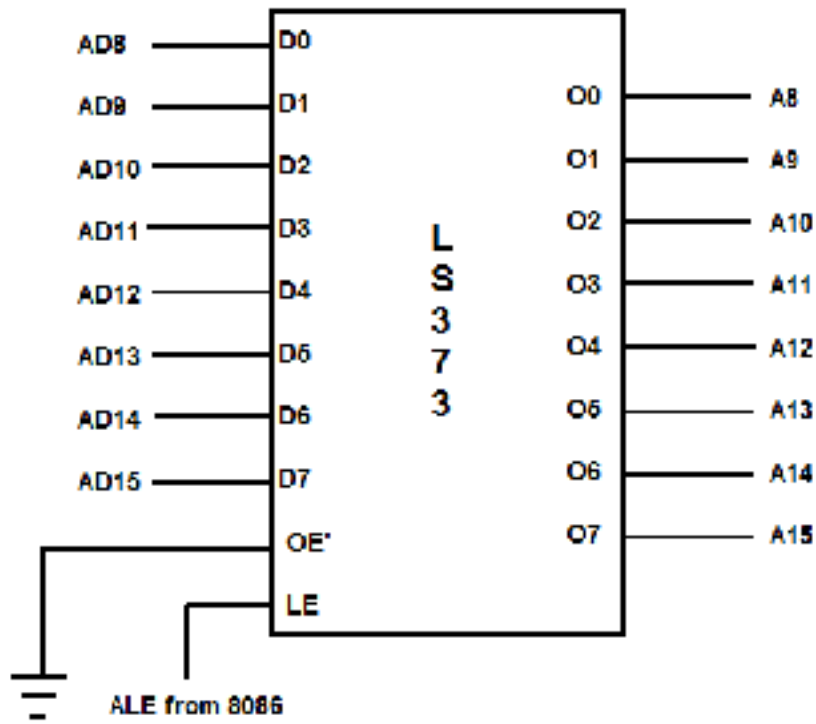 AD8
D0
AD9
D1
AD10
D2
AD11
D3
AD12
D4
AD13
D5
AD14
D6
AD15
D7
OE'
LE
ALE from 8086
L
S
3
7
3
O0
A8
O1
A9
O2
A10
O3
A11
O4
A12
O5
A13
O6
A14
O7
A15